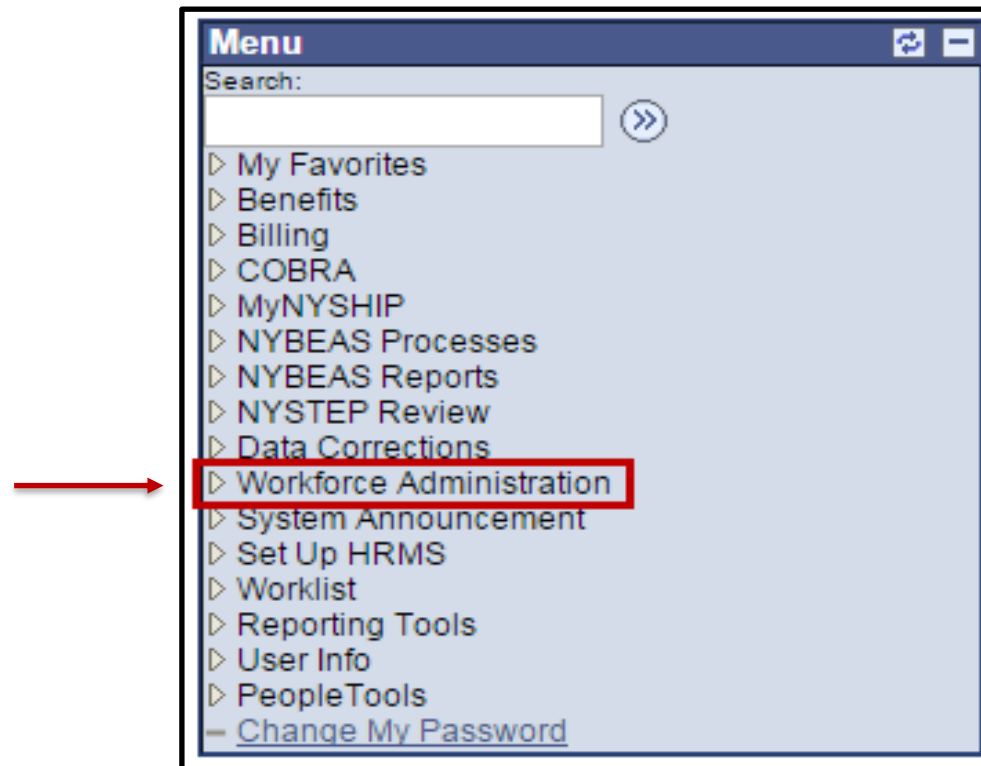 Menu
Search:
My Favorites
Benefits
Billing
COBRA
MyNYSHIP
NYBEAS Processes
NYBEAS Reports
NYSTEP Review
Data Corrections
Workforce Administration
System Announcement
Set Up HRMS
Worklist
Reporting Tools
User Info
PeopleTools
Change My Password